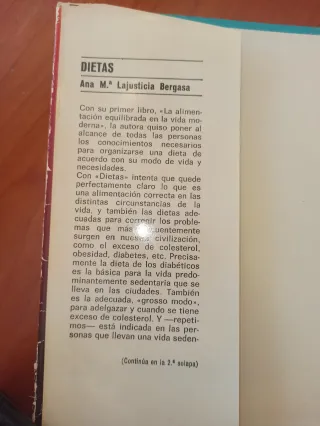 DIETAS
Ana M.ª Lajusticia Bergasa
Con su primer libro, «La alimen-
tación equilibrada en la vida mo-
derna», la autora quiso poner al
alcance de todas las personas
los conocimientos necesarios
para organizarse una dieta de
acuerdo con su modo de vida y
necesidades.
Con «Dietas» intenta que quede
perfectamente claro lo que es
una alimentación correcta en las
distintas circunstancias de la
vida, y también las dietas ade-
cuadas para corregir los proble-
mas que más frecuentemente
surgen en nuestra civilización,
como el exceso de colesterol,
obesidad, diabetes, etc. Precisa-
mente la dieta de los diabéticos
es la básica para la vida predo-
minantemente sedentaria que se
lleva en las ciudades. También
es la adecuada, «grosso modo»,
para adelgazar y cuando se tiene
exceso de colesterol. Y —repeti-
mos— está indicada en las per-
sonas que llevan una vida seden-
(Continúa en la 2.ª solapa)